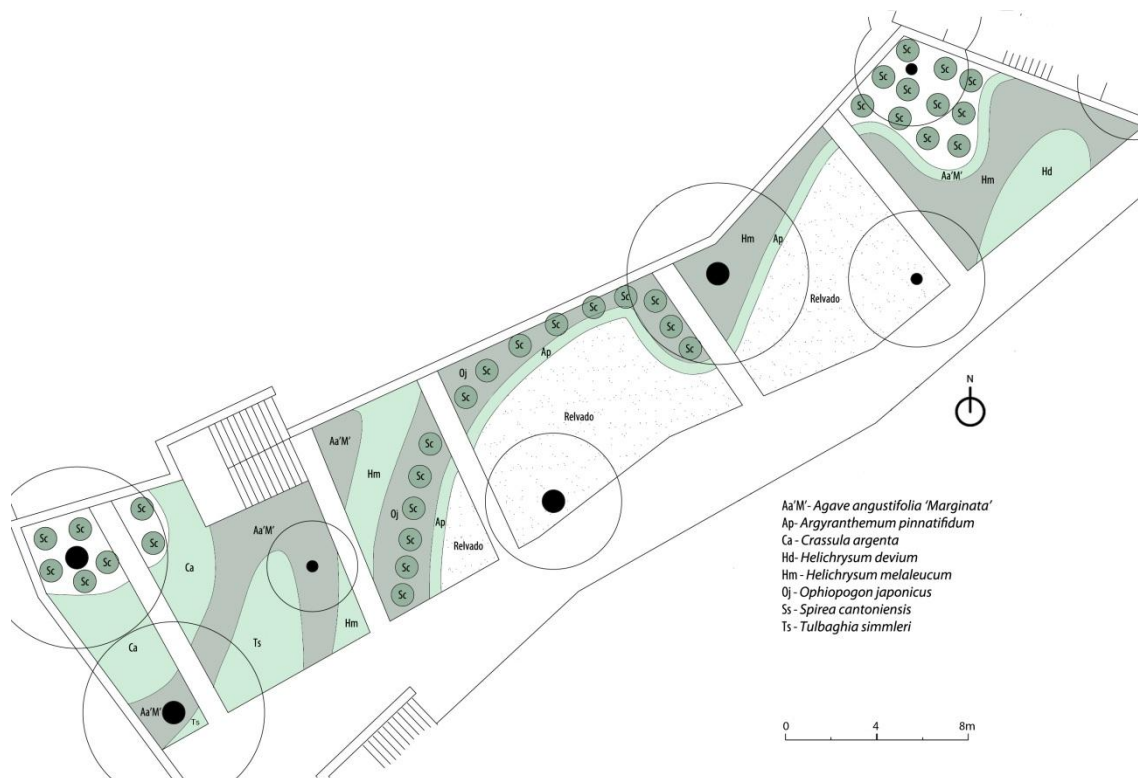 Sc
Sc
Sc
Sc
Sc
Sc
Sc
Sc
Sc
Sc
Sc
Aa'M'
Hm
Hd
Hm
Ap
Relvado
Sc
Sc
Sc
Sc
Sc
Sc
Sc
Sc
Sc
Oj
Ap
Relvado
N
Aa'M'
Hm
Sc
Sc
Sc
Sc
Sc
Sc
Oj
Ap
Relvado
Sc
Sc
Ca
Aa'M'
Ts
Hm
Sc
Sc
Sc
Sc
Sc
Ca
Aa'M'
Ts
Aa'M'- Agave angustifolia 'Marginata'
Ap- Argyranthemum pinnatifidum
Ca - Crassula argenta
Hd- Helichrysum devium
Hm - Helichrysum melaleucum
Oj - Ophiopogon japonicus
Ss - Spirea cantoniensis
Ts - Tulbaghia simmleri
0 4 8m